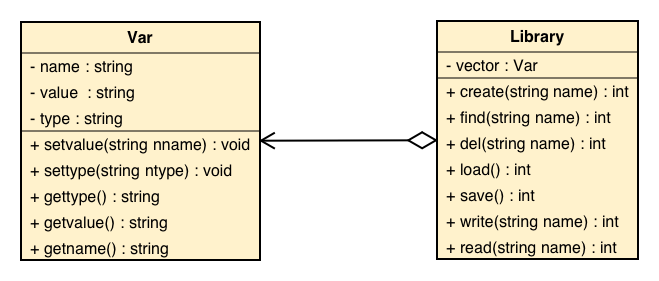 Var
- name : string
- value : string
- type : string
+ setvalue(string nname) : void
+ settype(string ntype) : void
+ gettype() : string
+ getvalue() : string
+ getname() : string
Library
- vector : Var
+ create(string name) : int
+ find(string name) : int
+ del(string name) : int
+ load() : int
+ save() : int
+ write(string name) : int
+ read(string name) : int